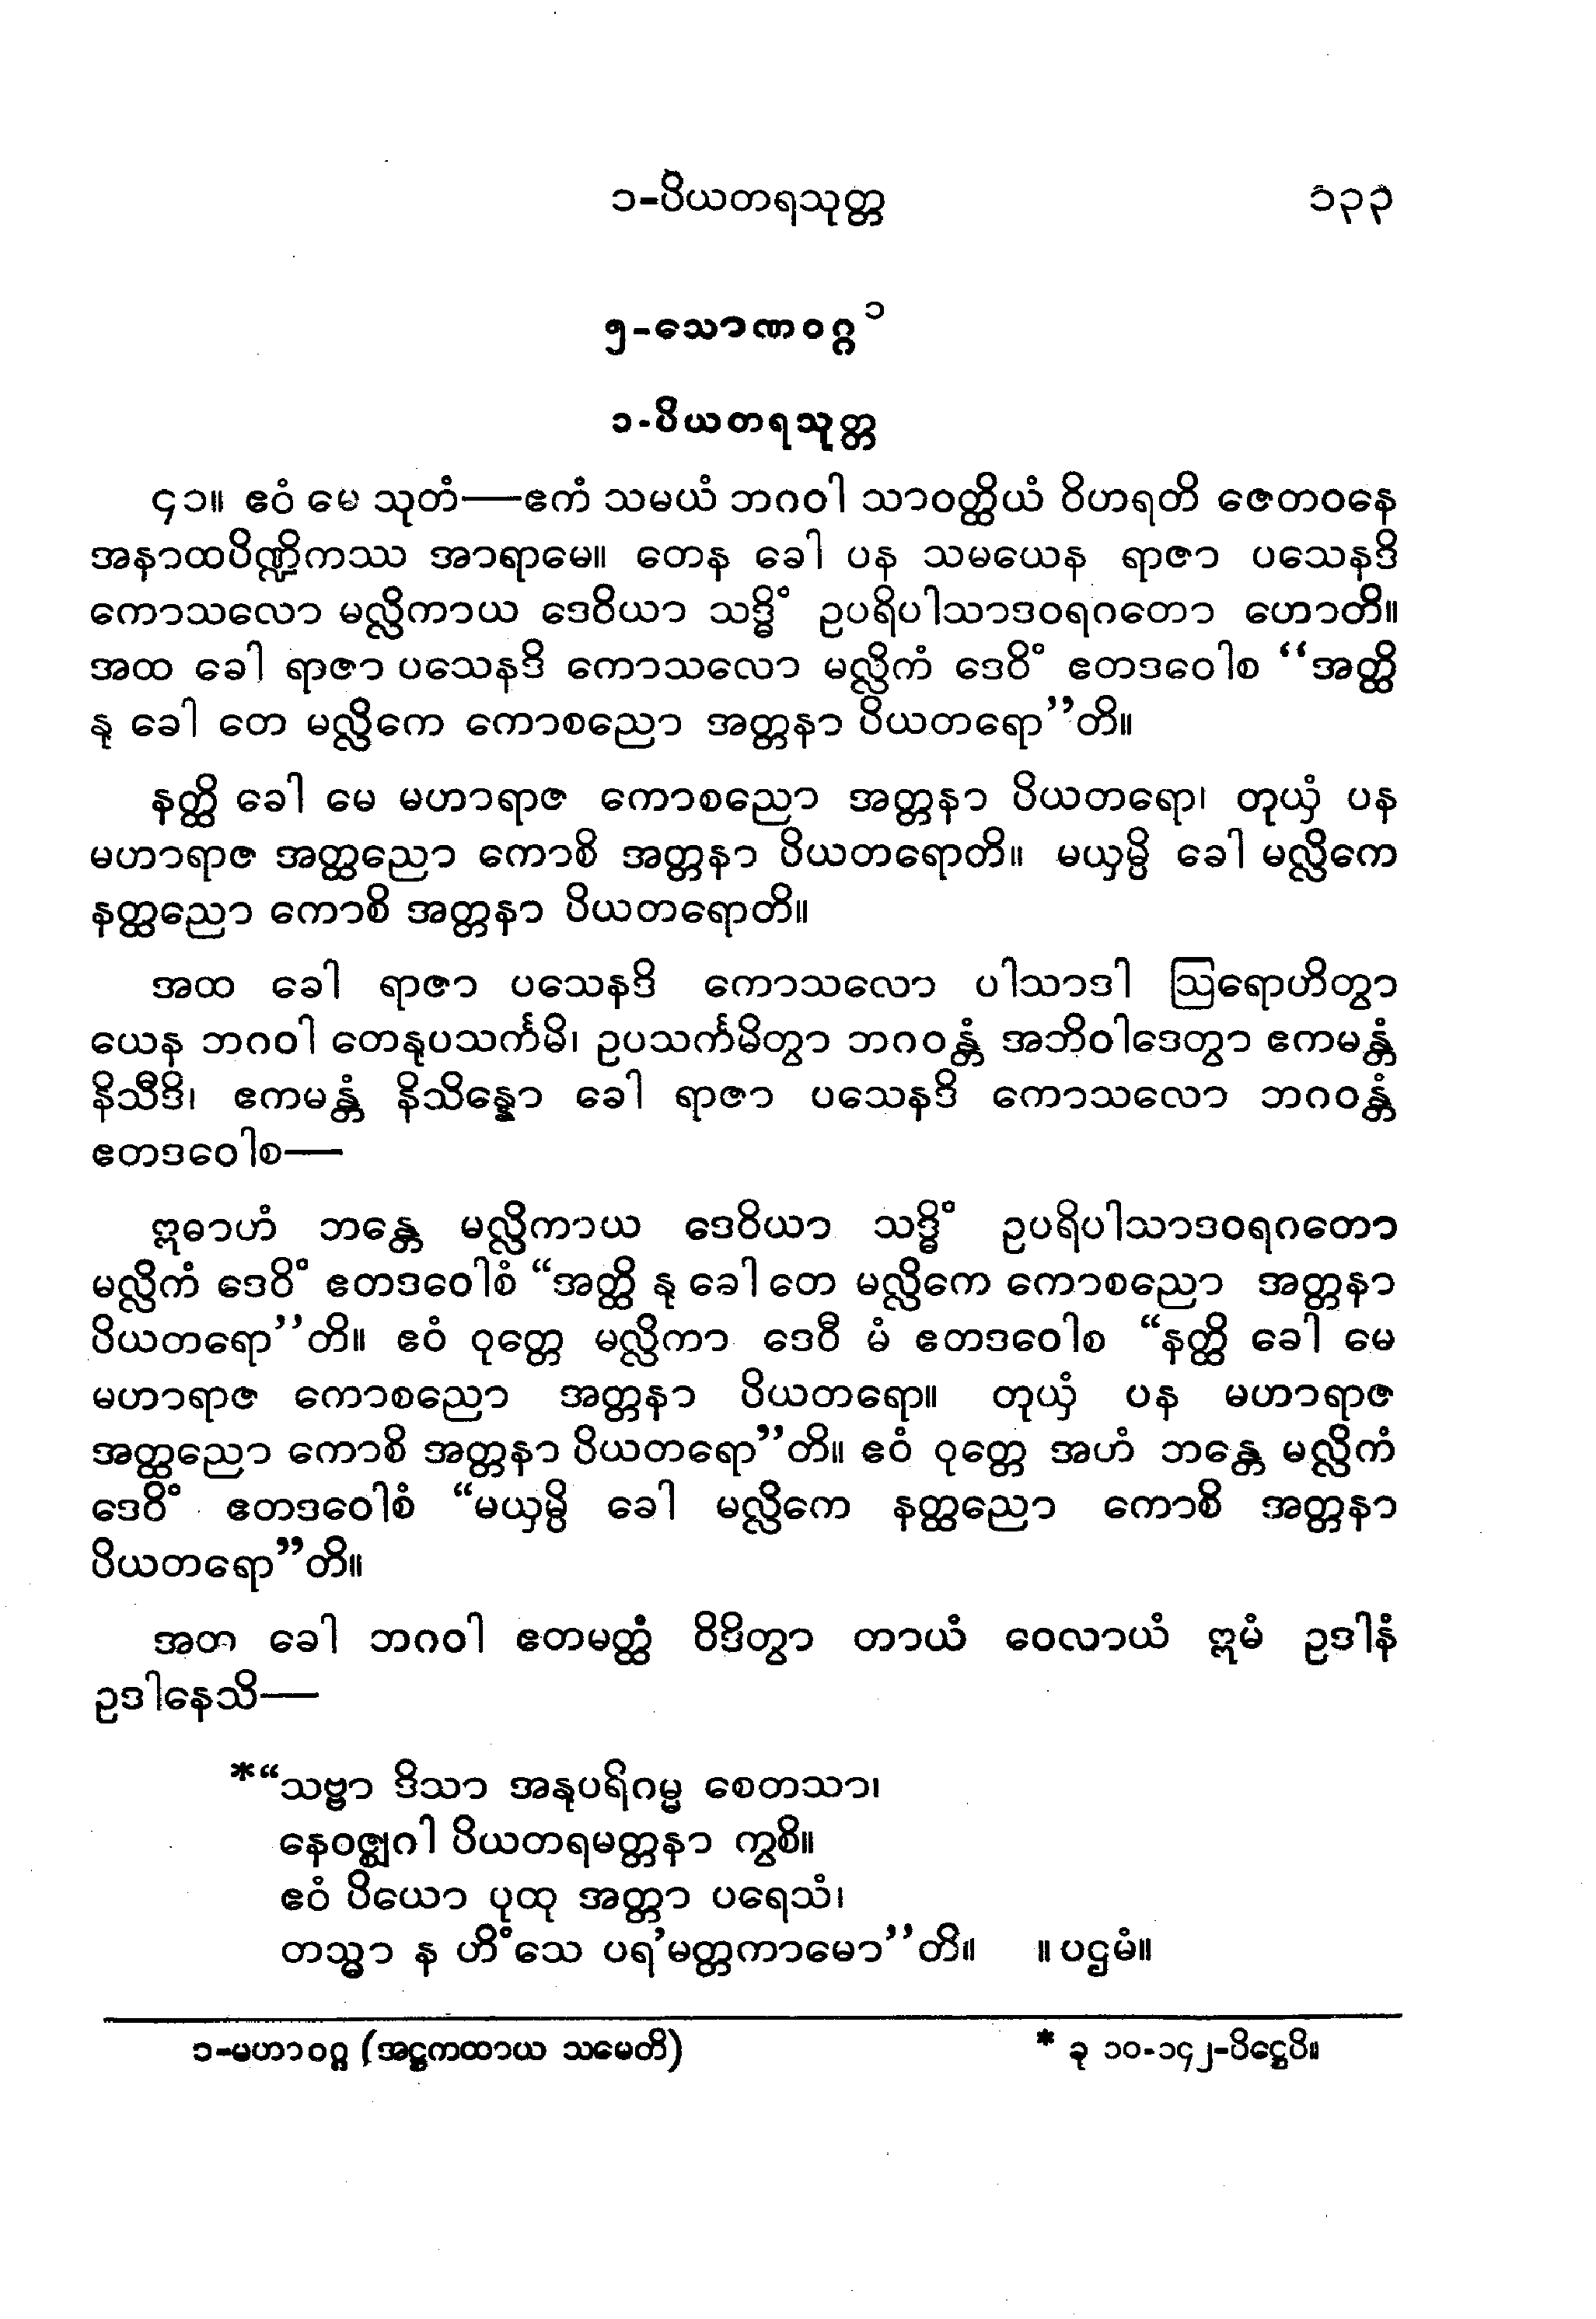 ၁-ပိယတရသုတ္တ ၁၃၃
၅-သောဏဝဂ္ဂ ၁
၁-ပိယတရသုတ္တ
၄၁။ ဧဝံ မေ သုတံ—ဧကံ သမယံ ဘဂဝါ သာဝတ္ထိယံ ဝိဟရတိ ဇေတဝနေ
အနာထပိဏ္ဍိကဿ အာရာမေ။ တေန ခေါ ပန သမယေန ရာဇာ ပသေနဒိ
ကောသလော မလ္လိကာယ ဒေဝိယာ သဒ္ဓိံ ဥပရိပါသာဒဝရဂတော ဟောတိ။
အထ ခေါ ရာဇာ ပသေနဒိ ကောသလော မလ္လိကံ ဒေဝိံ ဧတဒဝေါစ “အတ္ထိ
နု ခေါ တေ မလ္လိကေ ကောစညော အတ္တနာ ပိယတရော”တိ။
နတ္ထိ ခေါ မေ မဟာရာဇ ကောစညော အတ္တနာ ပိယတရော၊ တုယှံ ပန
မဟာရာဇ အတ္ထညော ကောစိ အတ္တနာ ပိယတရောတိ။ မယှမ္ပိ ခေါ မလ္လိကေ
နတ္ထညော ကောစိ အတ္တနာ ပိယတရောတိ။
အထ ခေါ ရာဇာ ပသေနဒိ ကောသလော ပါသာဒါ ဩရောဟိတွာ
ယေန ဘဂဝါ တေနုပသင်္ကမိ၊ ဥပသင်္ကမိတွာ ဘဂဝန္တံ အဘိဝါဒေတွာ ဧကမန္တံ
နိသီဒိ၊ ဧကမန္တံ နိသိန္နော ခေါ ရာဇာ ပသေနဒိ ကောသလော ဘဂဝန္တံ
ဧတဒဝေါစ—
ဣဓာဟံ ဘန္တေ မလ္လိကာယ ဒေဝိယာ သဒ္ဓိံ ဥပရိပါသာဒဝရဂတော
မလ္လိကံ ဒေဝိံ ဧတဒဝေါစံ “အတ္ထိ နု ခေါ တေ မလ္လိကေ ကောစညော အတ္တနာ
ပိယတရော”တိ။ ဧဝံ ဝုတ္တေ မလ္လိကာ ဒေဝီ မံ ဧတဒဝေါစ “နတ္ထိ ခေါ မေ
မဟာရာဇ ကောစညော အတ္တနာ ပိယတရော။ တုယှံ ပန မဟာရာဇ
အတ္ထညော ကောစိ အတ္တနာ ပိယတရော”တိ။ ဧဝံ ဝုတ္တေ အဟံ ဘန္တေ မလ္လိကံ
ဒေဝိံ ဧတဒဝေါစံ “မယှမ္ပိ ခေါ မလ္လိကေ နတ္ထညော ကောစိ အတ္တနာ
ပိယတရော”တိ။
အထ ခေါ ဘဂဝါ ဧတမတ္ထံ ဝိဒိတွာ တာယံ ဝေလာယံ ဣမံ ဥဒါနံ
ဥဒါနေသိ—
*“သဗ္ဗာ ဒိသာ အနုပရိဂမ္မ စေတသာ၊
နေဝဇ္ဈဂါ ပိယတရမတ္တနာ ကွစိ။
ဧဝံ ပိယော ပုထု အတ္တာ ပရေသံ၊
တသ္မာ န ဟိံသေ ပရ’မတ္တကာမော”တိ။ ။ပဌမံ။
၁-မဟာဝဂ္ဂ (အဋ္ဌကထာယ သမေတိ) * ခု ၁၀-၁၄၂-ပိဋ္ဌေပိ။